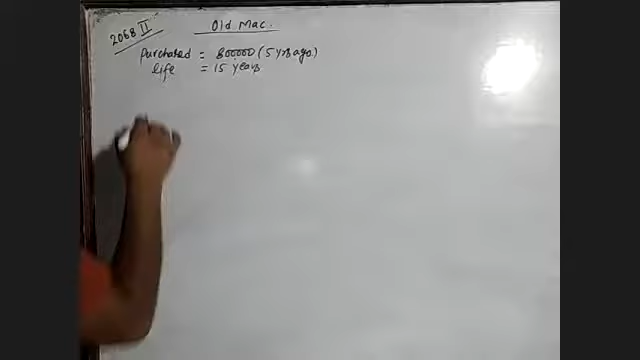 2068 II
Old Mac.
Purchased = 800000 (5 yrs ago)
life = 15 years